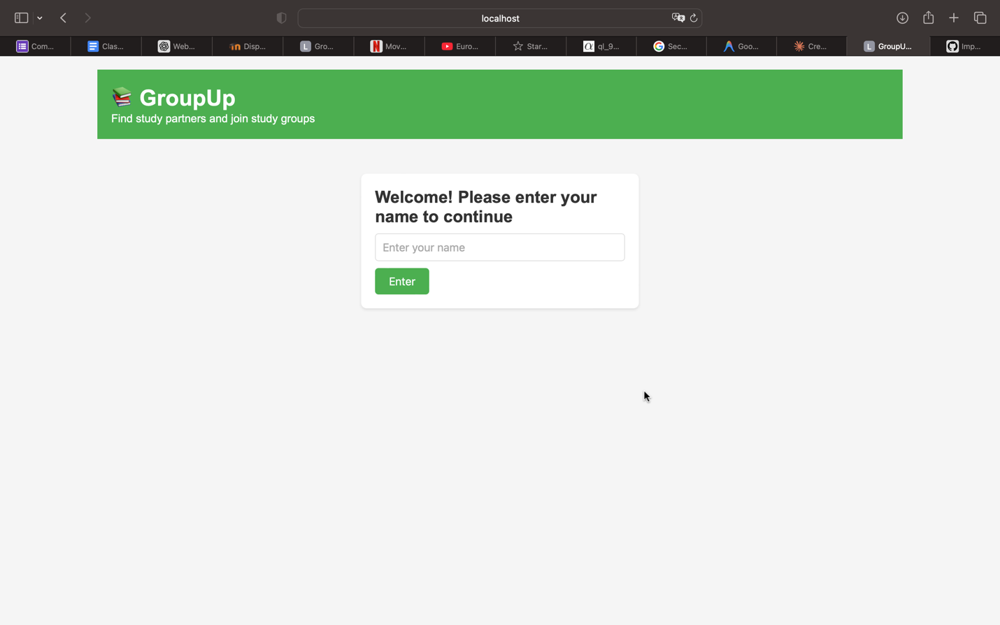 localhost
Com...
Clas...
Web...
Disp...
L Gro...
Mov...
Euro...
Star...
α ql_9...
Sec...
Goo...
Cre...
L GroupU...
Imp...
GroupUp
Find study partners and join study groups
Welcome! Please enter your
name to continue
Enter your name
Enter